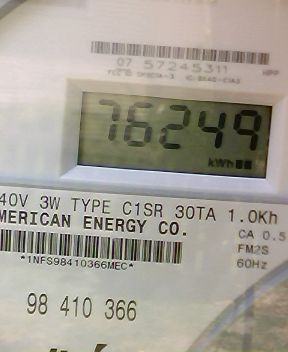 07 57245311 HPP
76249
kWh
40V 3W TYPE C1SR 30TA 1.0Kh
MERICAN ENERGY CO.
CA 0.5
FM2S
*1NFS98410366MEC*
60Hz
98 410 366